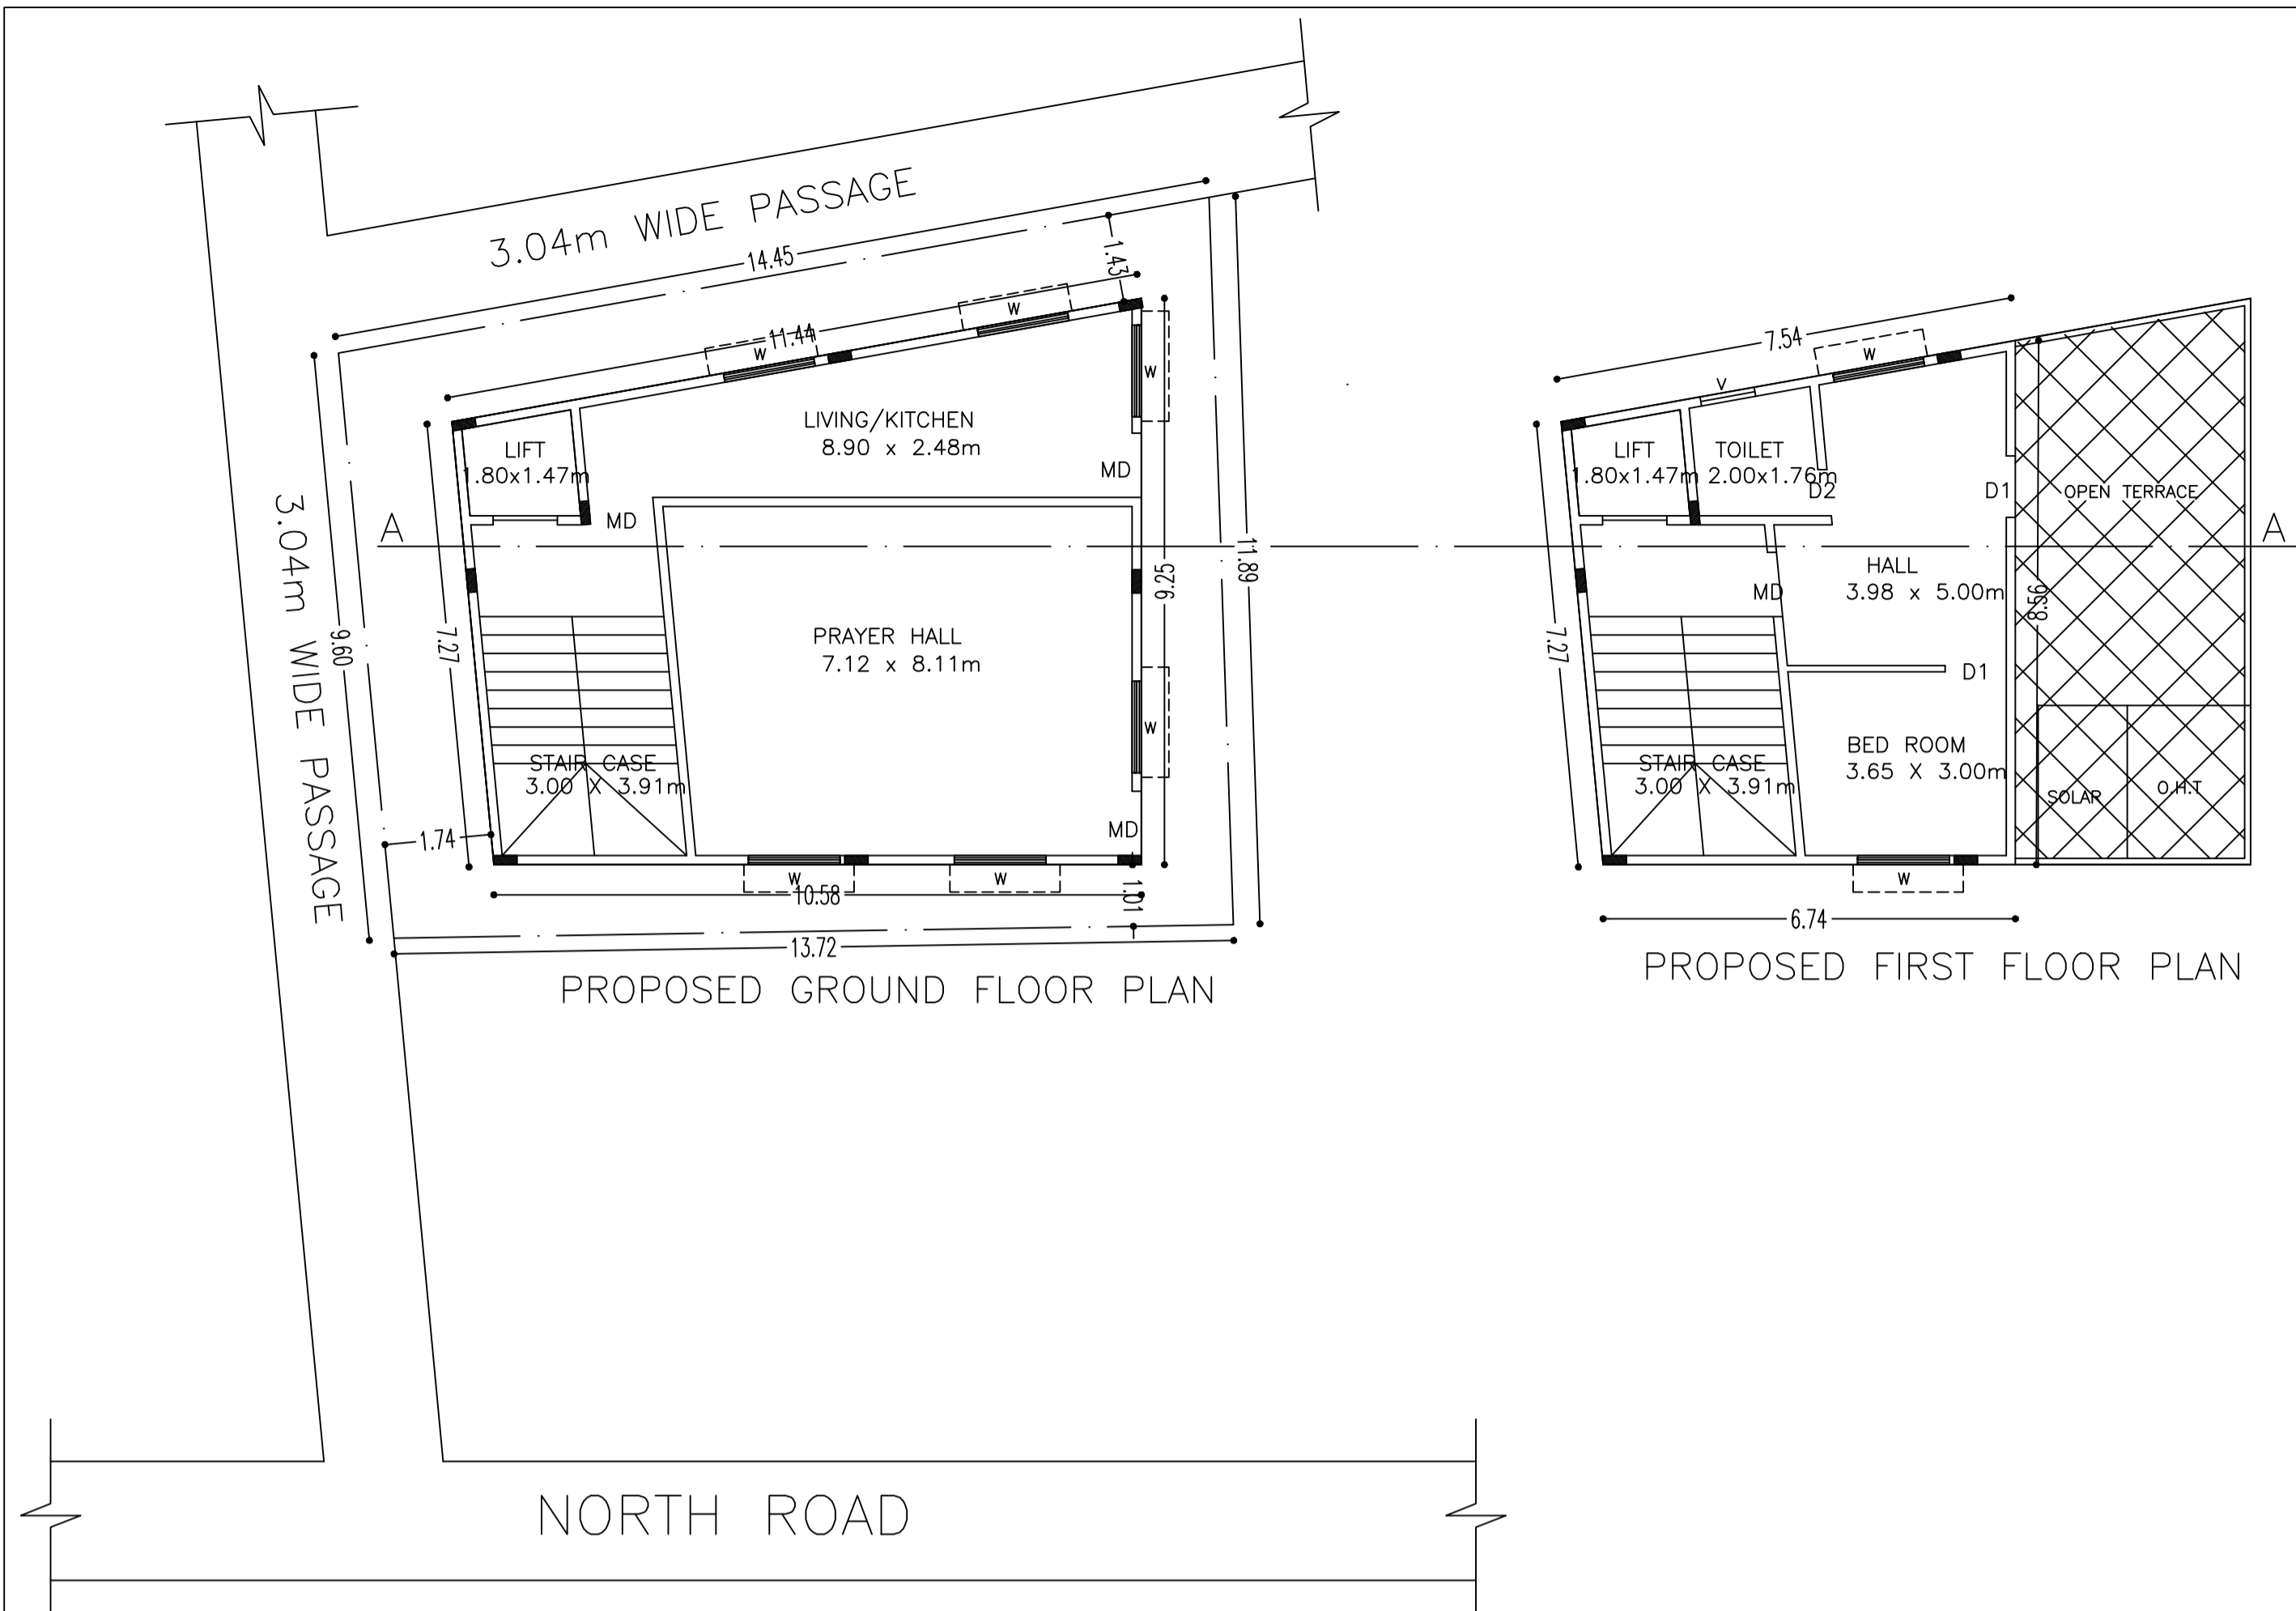 3.04m WIDE PASSAGE
14.45
1.43
11.44
W
W
W
LIVING/KITCHEN
8.90 x 2.48m
LIFT
1.80x1.47m
MD
MD
A
3.04m WIDE PASSAGE
9.60
7.27
PRAYER HALL
7.12 x 8.11m
9.25
11.89
W
STAIR CASE
3.00 X 3.91m
MD
1.74
W
W
10.58
1.01
13.72
PROPOSED GROUND FLOOR PLAN
7.54
W
V
LIFT
1.80x1.47m
TOILET
2.00x1.76m
D2
D1
OPEN TERRACE
A
HALL
3.98 x 5.00m
MD
8.56
7.27
D1
BED ROOM
3.65 X 3.00m
STAIR CASE
3.00 X 3.91m
SOLAR
O.H.T
W
6.74
PROPOSED FIRST FLOOR PLAN
NORTH ROAD